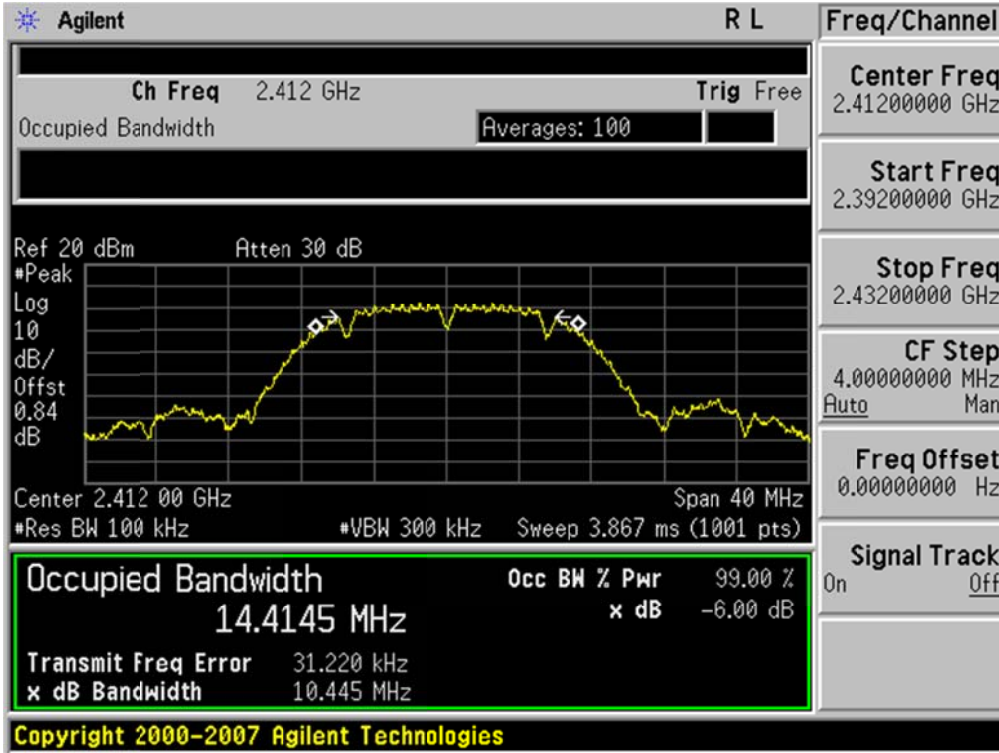 Agilent R L
Ch Freq 2.412 GHz Trig Free
Occupied Bandwidth Averages: 100
Ref 20 dBm Atten 30 dB
#Peak
Log
10
dB/
Offst
0.84
dB
Center 2.412 00 GHz Span 40 MHz
#Res BW 100 kHz #VBW 300 kHz Sweep 3.867 ms (1001 pts)
Occupied Bandwidth Occ BW % Pwr 99.00 %
14.4145 MHz x dB -6.00 dB
Transmit Freq Error 31.220 kHz
x dB Bandwidth 10.445 MHz
Copyright 2000-2007 Agilent Technologies
Freq/Channel
Center Freq
2.41200000 GHz
Start Freq
2.39200000 GHz
Stop Freq
2.43200000 GHz
CF Step
4.00000000 MHz
Auto Man
Freq Offset
0.00000000 Hz
Signal Track
On Off